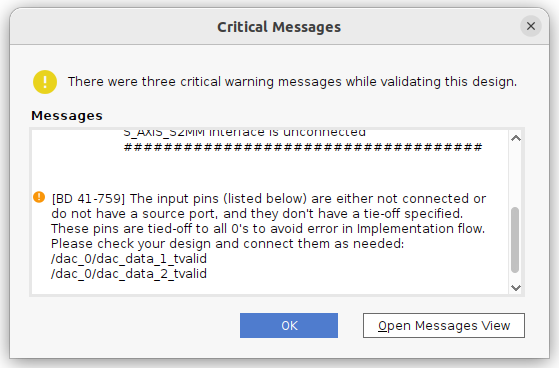 Critical Messages
There were three critical warning messages while validating this design.
Messages
S_AXIS_S2MM interface is unconnected
####################################
[BD 41-759] The input pins (listed below) are either not connected or
do not have a source port, and they don't have a tie-off specified.
These pins are tied-off to all 0's to avoid error in Implementation flow.
Please check your design and connect them as needed:
/dac_0/dac_data_1_tvalid
/dac_0/dac_data_2_tvalid
OK
Open Messages View